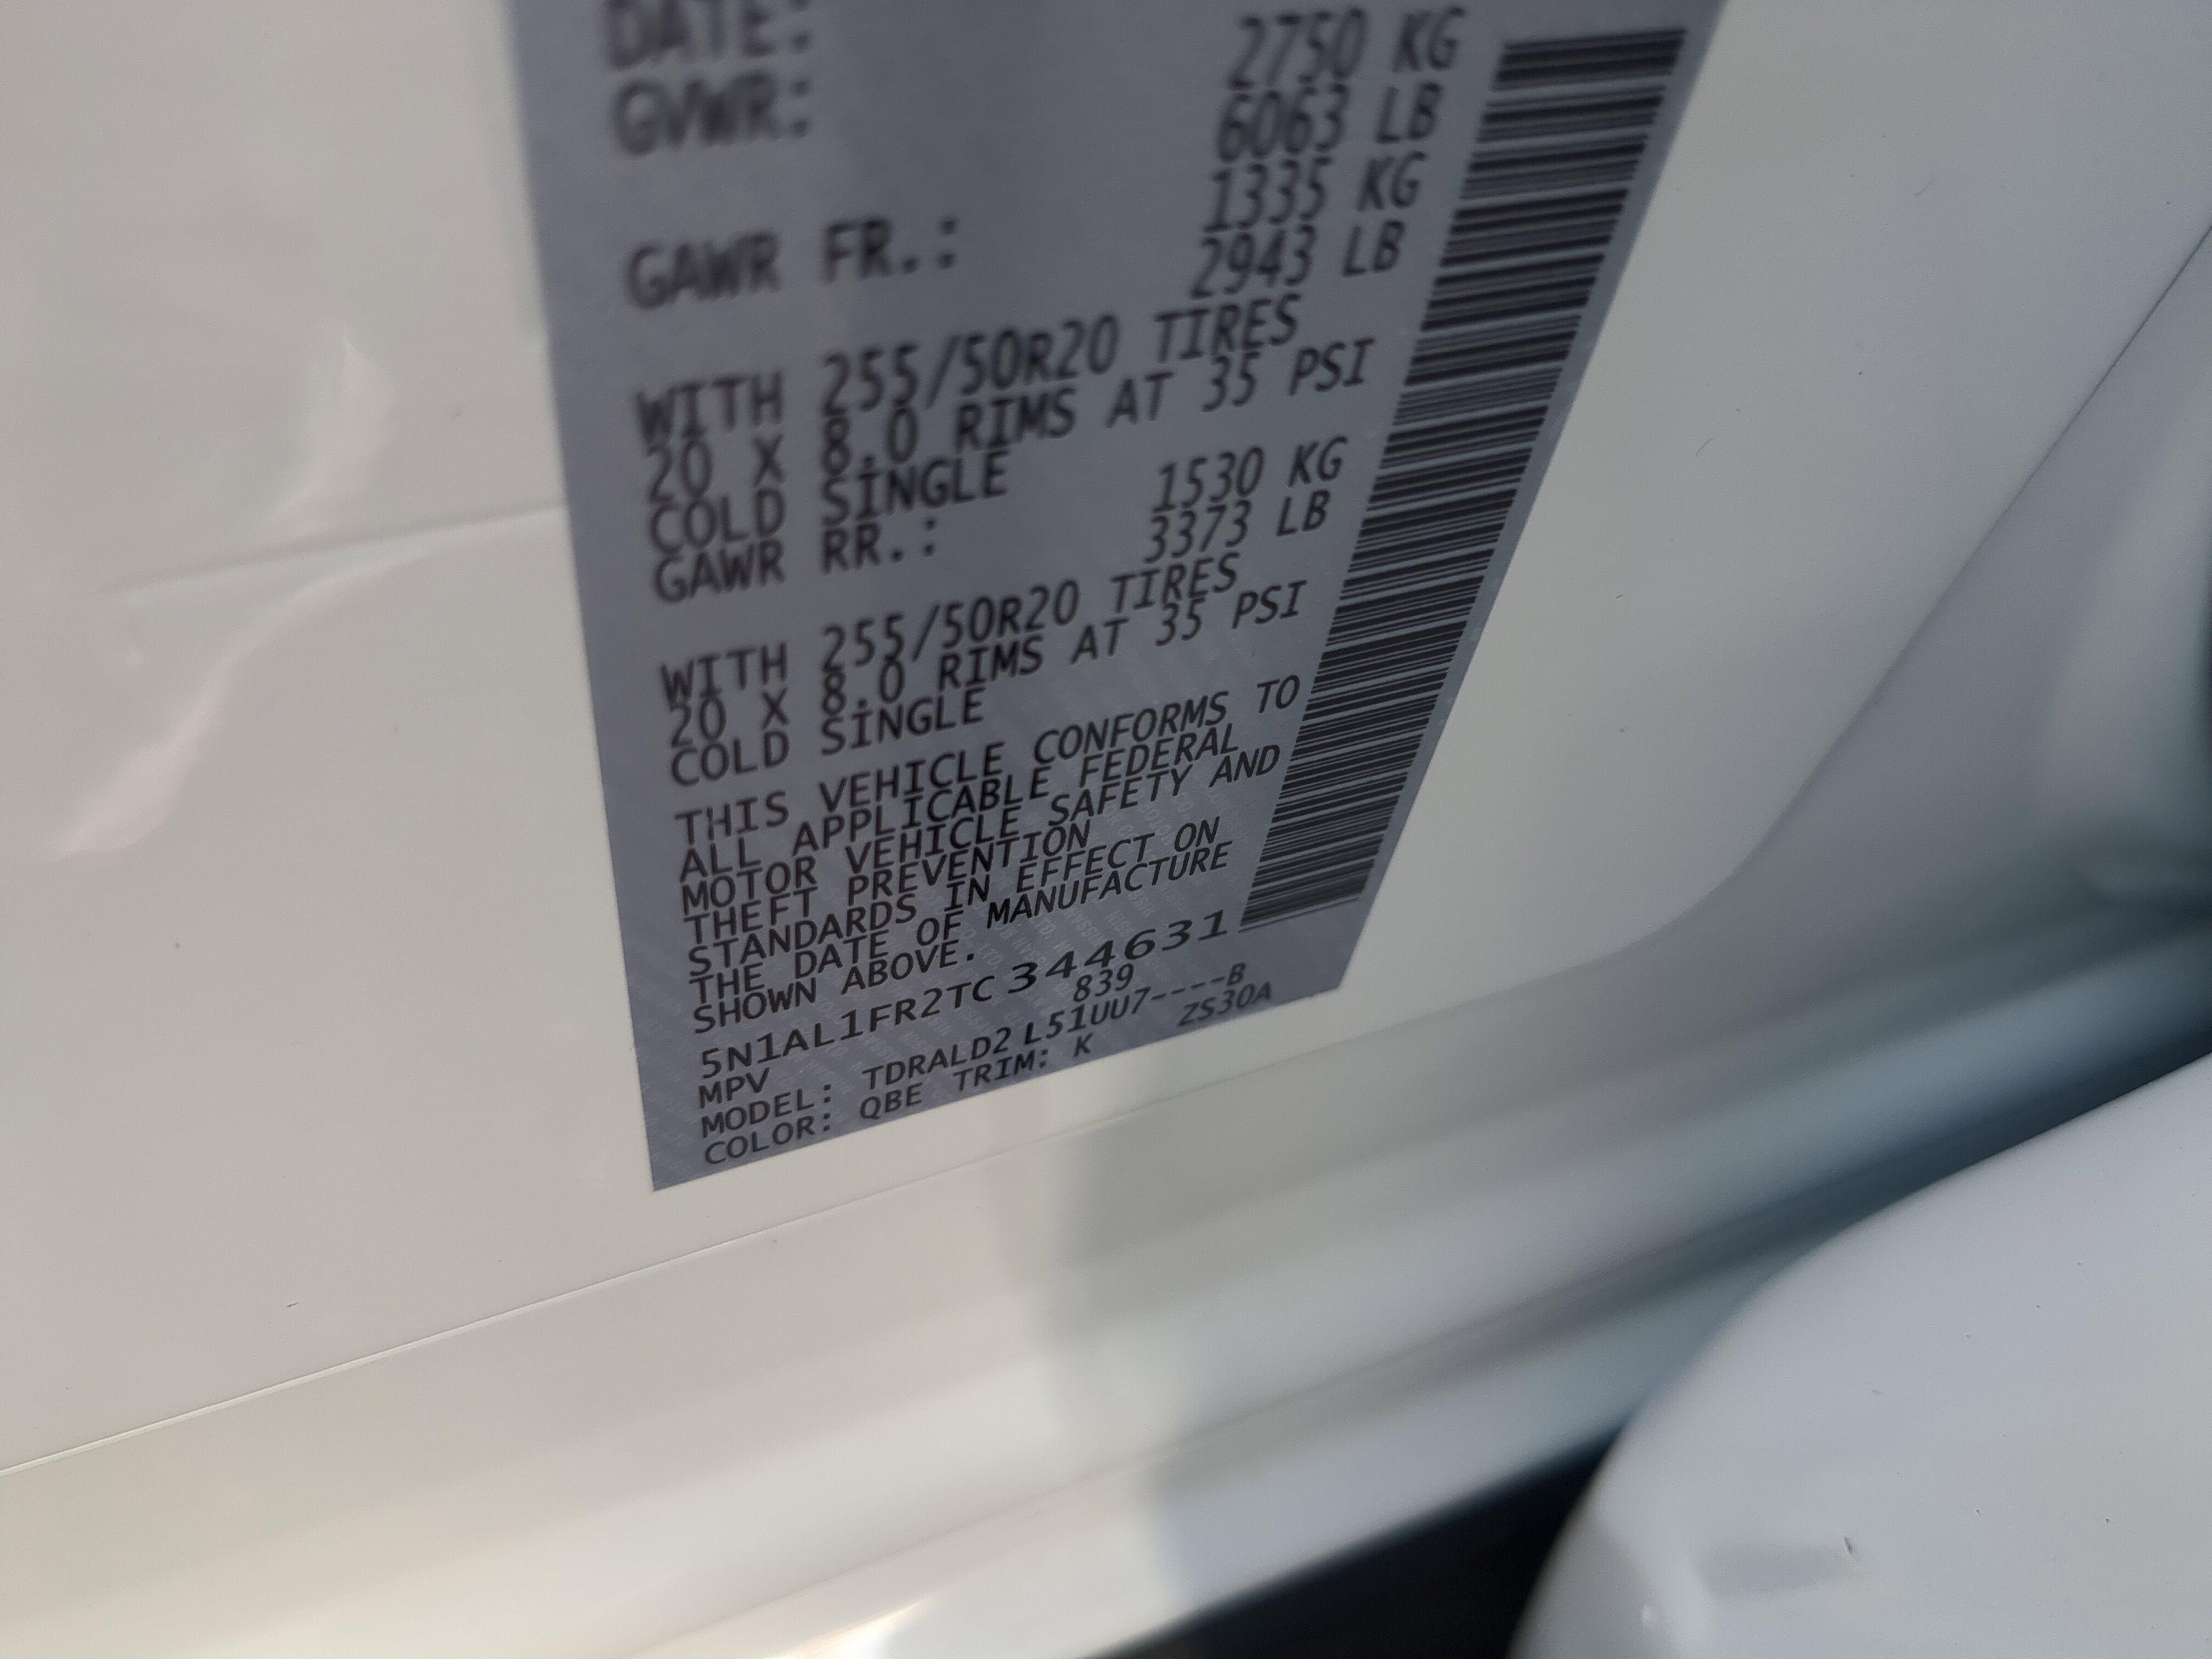 DATE:
GVWR: 2750 KG
6063 LB
GAWR FR.: 1335 KG
2943 LB
WITH 255/50R20 TIRES
20 X 8.0 RIMS AT 35 PSI
COLD SINGLE
GAWR RR.: 1530 KG
3373 LB
WITH 255/50R20 TIRES
20 X 8.0 RIMS AT 35 PSI
COLD SINGLE
THIS VEHICLE CONFORMS TO
ALL APPLICABLE FEDERAL
MOTOR VEHICLE SAFETY AND
THEFT PREVENTION
STANDARDS IN EFFECT ON
THE DATE OF MANUFACTURE
SHOWN ABOVE.
5N1AL1FR2TC344631
MPV 839
MODEL: TDRALD2L51UU7----B
COLOR: QBE TRIM: K ZS30A